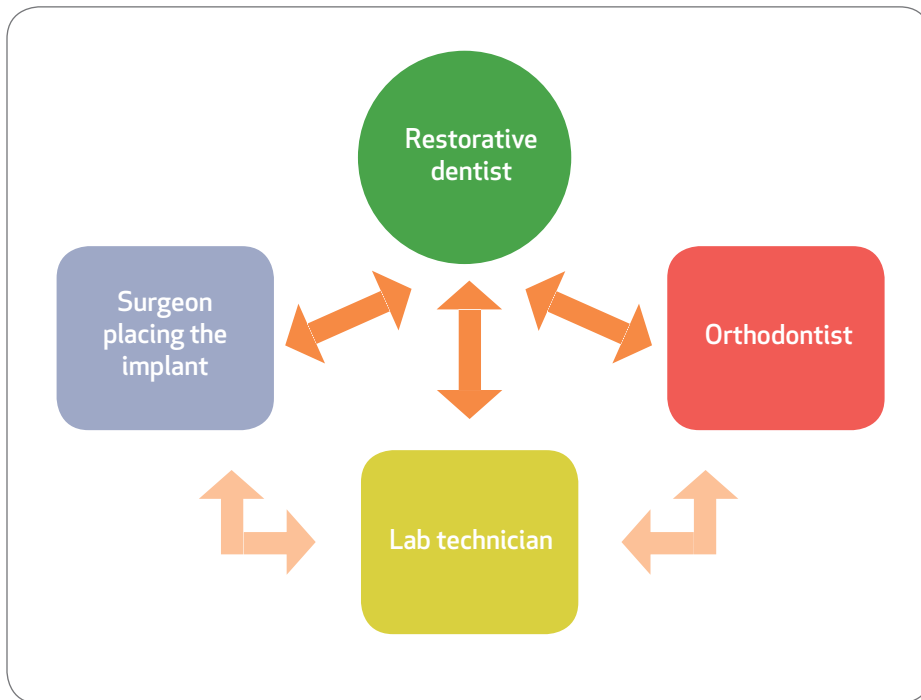 Restorative
dentist
Surgeon
placing the
implant
Orthodontist
Lab technician